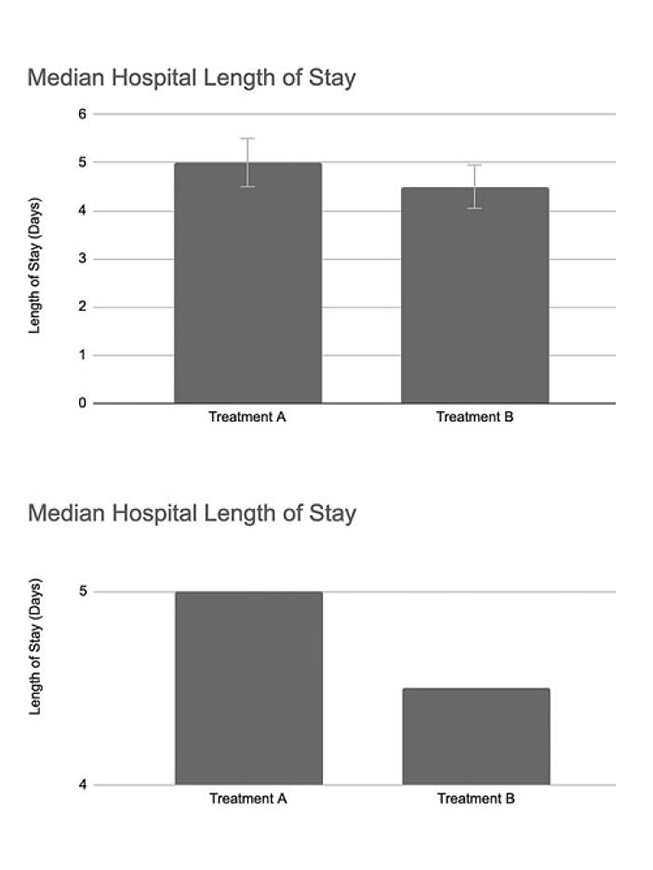 Median Hospital Length of Stay
6
5
4
3
2
1
0
Length of Stay (Days)
Treatment A
Treatment B
Median Hospital Length of Stay
5
4
Length of Stay (Days)
Treatment A
Treatment B